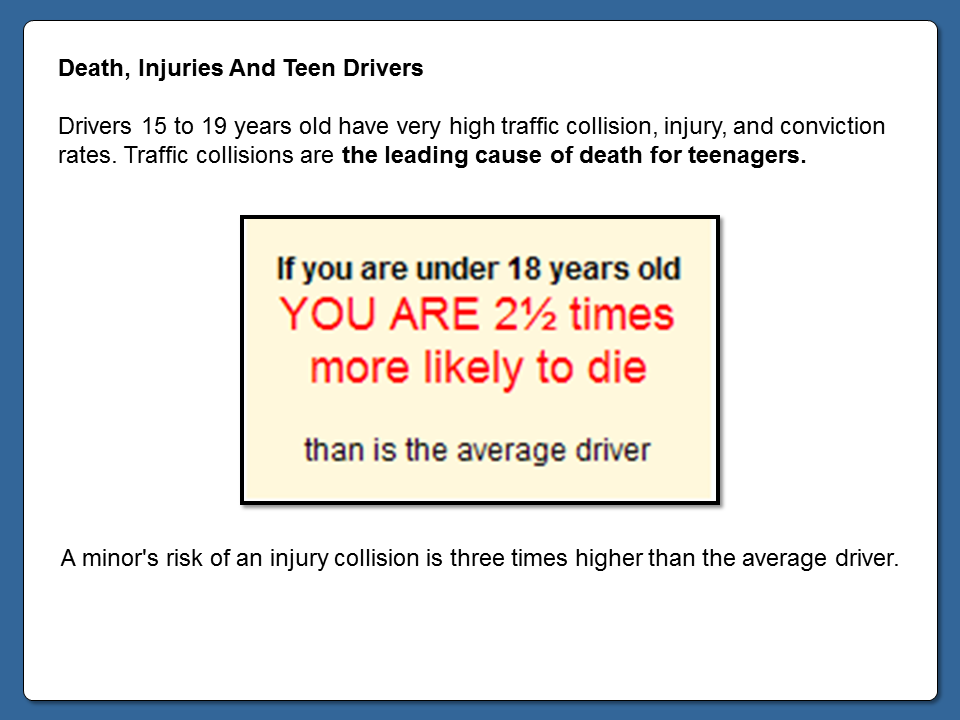 Death, Injuries And Teen Drivers
Drivers 15 to 19 years old have very high traffic collision, injury, and conviction
rates. Traffic collisions are the leading cause of death for teenagers.
If you are under 18 years old
YOU ARE 2½ times
more likely to die
than is the average driver
A minor's risk of an injury collision is three times higher than the average driver.